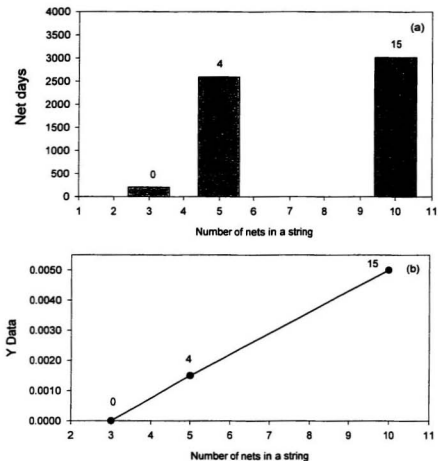 (a)
Net days
4000
3500
3000
2500
2000
1500
1000
500
0
0
4
15
1 2 3 4 5 6 7 8 9 10 11
Number of nets in a string
(b)
Y Data
0.0050
0.0030
0.0020
0.0010
0.0000
0
4
15
2 3 4 5 6 7 8 9 10 11
Number of nets in a string